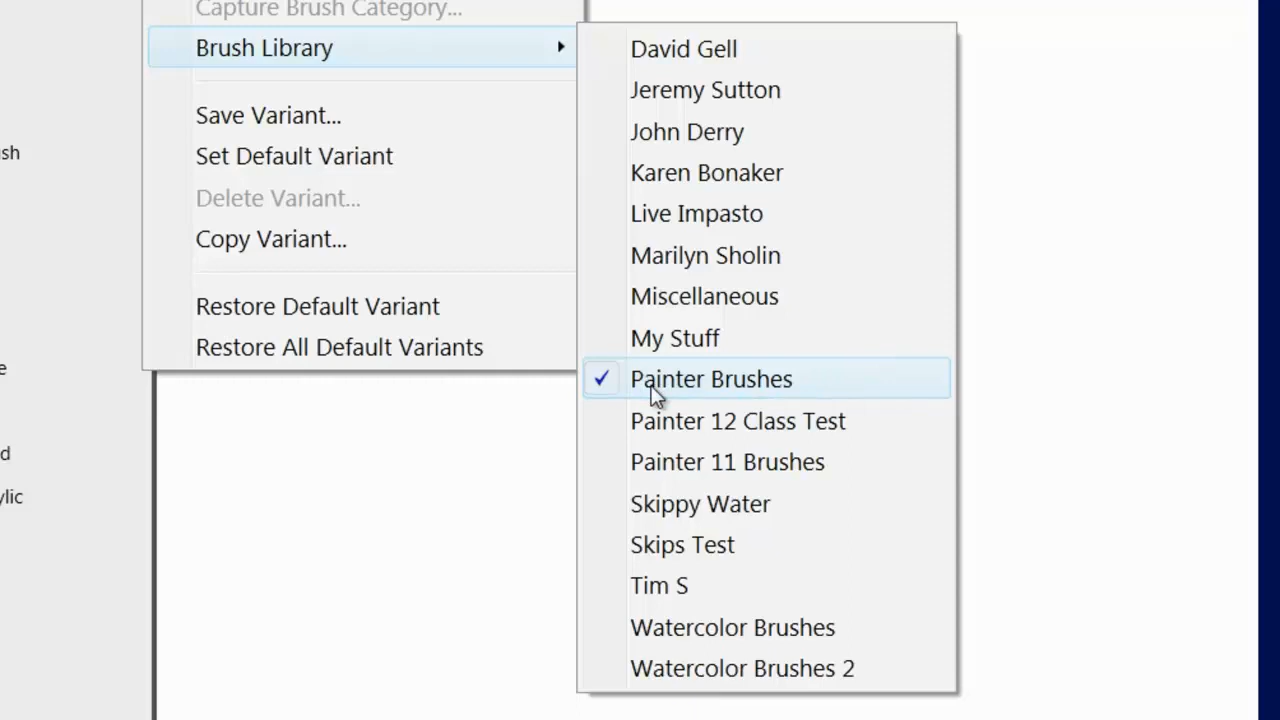 Capture Brush Category...
Brush Library
Save Variant...
Set Default Variant
Delete Variant...
Copy Variant...
Restore Default Variant
Restore All Default Variants
David Gell
Jeremy Sutton
John Derry
Karen Bonaker
Live Impasto
Marilyn Sholin
Miscellaneous
My Stuff
Painter Brushes
Painter 12 Class Test
Painter 11 Brushes
Skippy Water
Skips Test
Tim S
Watercolor Brushes
Watercolor Brushes 2